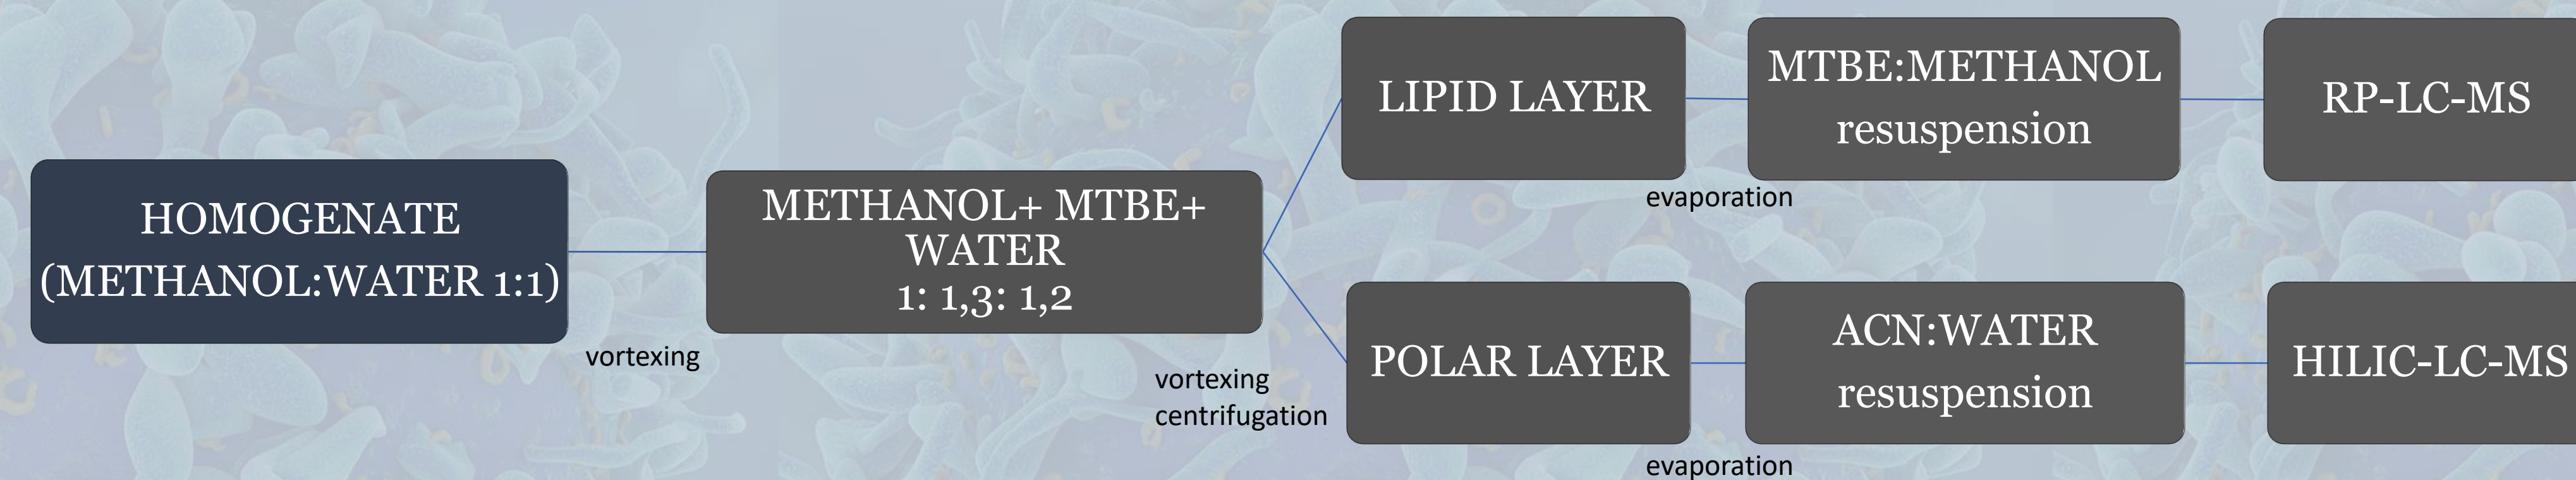 HOMOGENATE
(METHANOL:WATER 1:1)
vortexing
METHANOL+ MTBE+
WATER
1: 1,3: 1,2
vortexing
centrifugation
LIPID LAYER
evaporation
MTBE:METHANOL
resuspension
RP-LC-MS
POLAR LAYER
evaporation
ACN:WATER
resuspension
HILIC-LC-MS